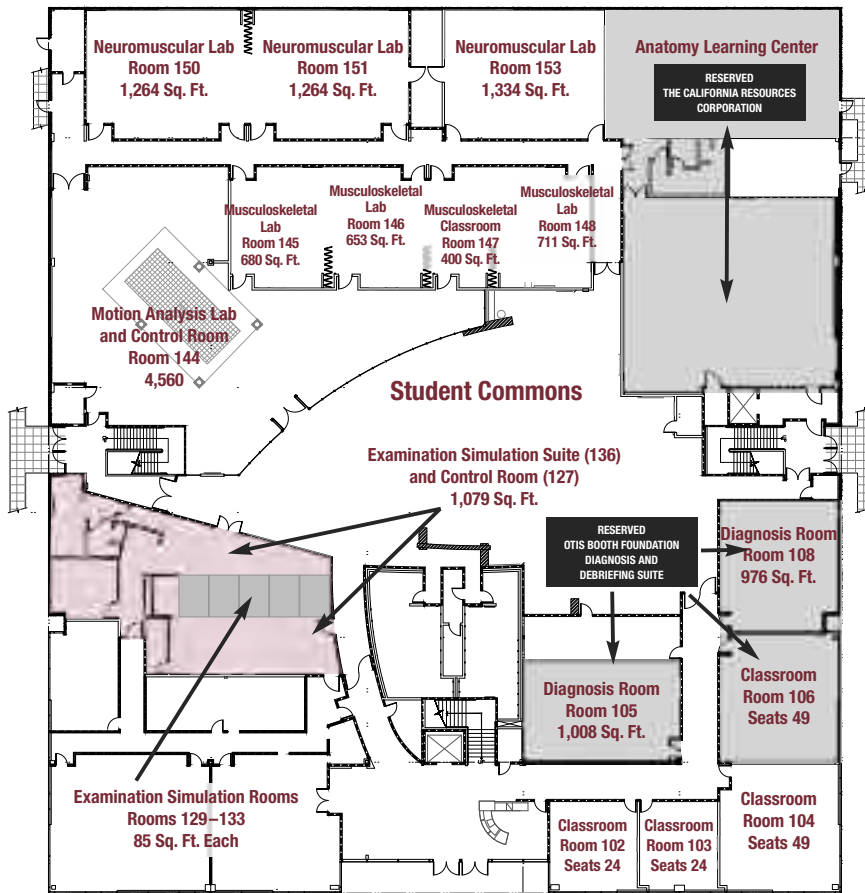 Neuromuscular Lab
Room 150
1,264 Sq. Ft.
Neuromuscular Lab
Room 151
1,264 Sq. Ft.
Neuromuscular Lab
Room 153
1,334 Sq. Ft.
Anatomy Learning Center
RESERVED
THE CALIFORNIA RESOURCES
CORPORATION
Musculoskeletal
Lab
Room 145
680 Sq. Ft.
Musculoskeletal
Lab
Room 146
653 Sq. Ft.
Musculoskeletal
Classroom
Room 147
400 Sq. Ft.
Musculoskeletal
Lab
Room 148
711 Sq. Ft.
Motion Analysis Lab
and Control Room
Room 144
4,560
Student Commons
Examination Simulation Suite (136)
and Control Room (127)
1,079 Sq. Ft.
RESERVED
OTIS BOOTH FOUNDATION
DIAGNOSIS AND
DEBRIEFING SUITE
Diagnosis Room
Room 108
976 Sq. Ft.
Diagnosis Room
Room 105
1,008 Sq. Ft.
Classroom
Room 106
Seats 49
Examination Simulation Rooms
Rooms 129–133
85 Sq. Ft. Each
Classroom
Room 102
Seats 24
Classroom
Room 103
Seats 24
Classroom
Room 104
Seats 49